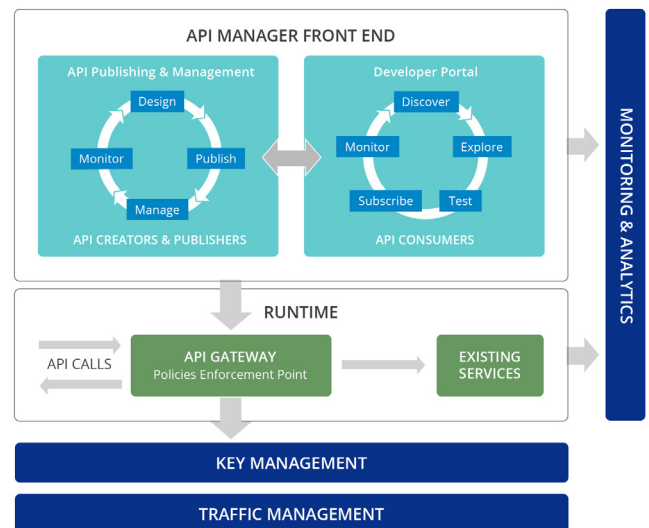 API MANAGER FRONT END
API Publishing & Management
Design
Monitor
Publish
Manage
API CREATORS & PUBLISHERS
Developer Portal
Discover
Monitor
Explore
Subscribe
Test
API CONSUMERS
MONITORING & ANALYTICS
RUNTIME
API CALLS
API GATEWAY
Policies Enforcement Point
EXISTING
SERVICES
KEY MANAGEMENT
TRAFFIC MANAGEMENT